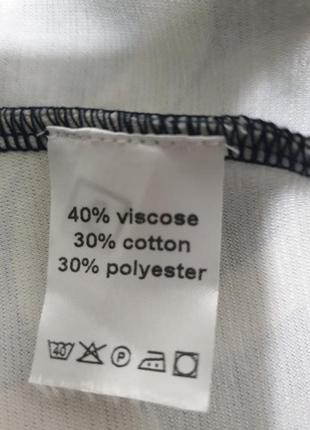 40% viscose
30% cotton
30% polyester
40 P